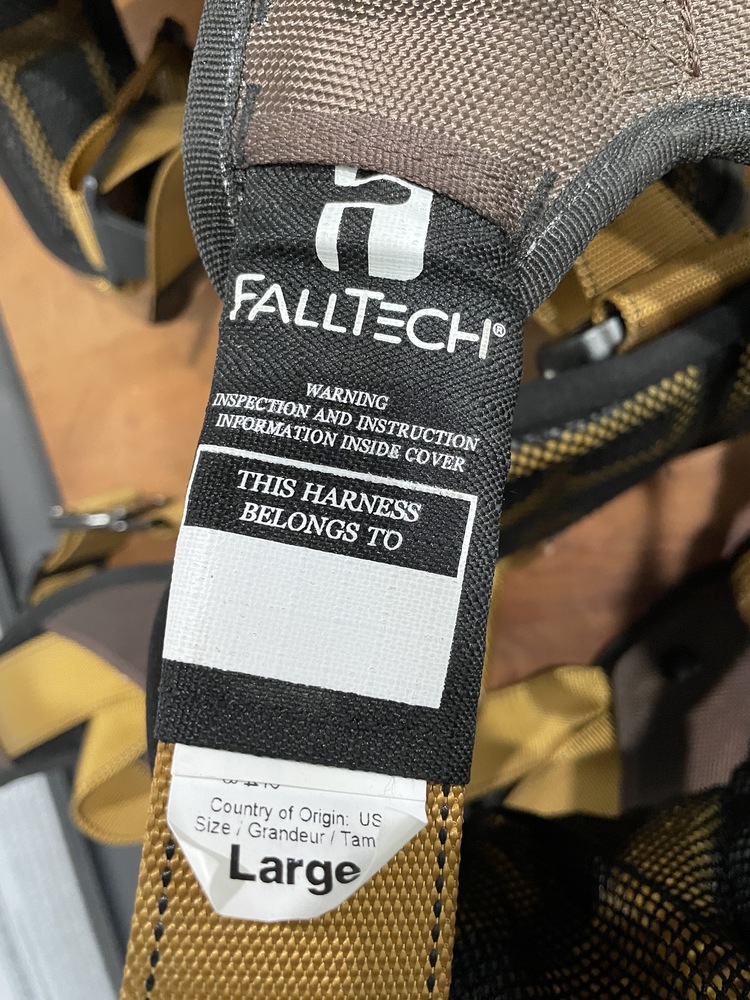 FALLTECH®
WARNING
INSPECTION AND INSTRUCTION
INFORMATION INSIDE COVER
THIS HARNESS
BELONGS TO
Country of Origin: US
Size / Grandeur / Tam
Large